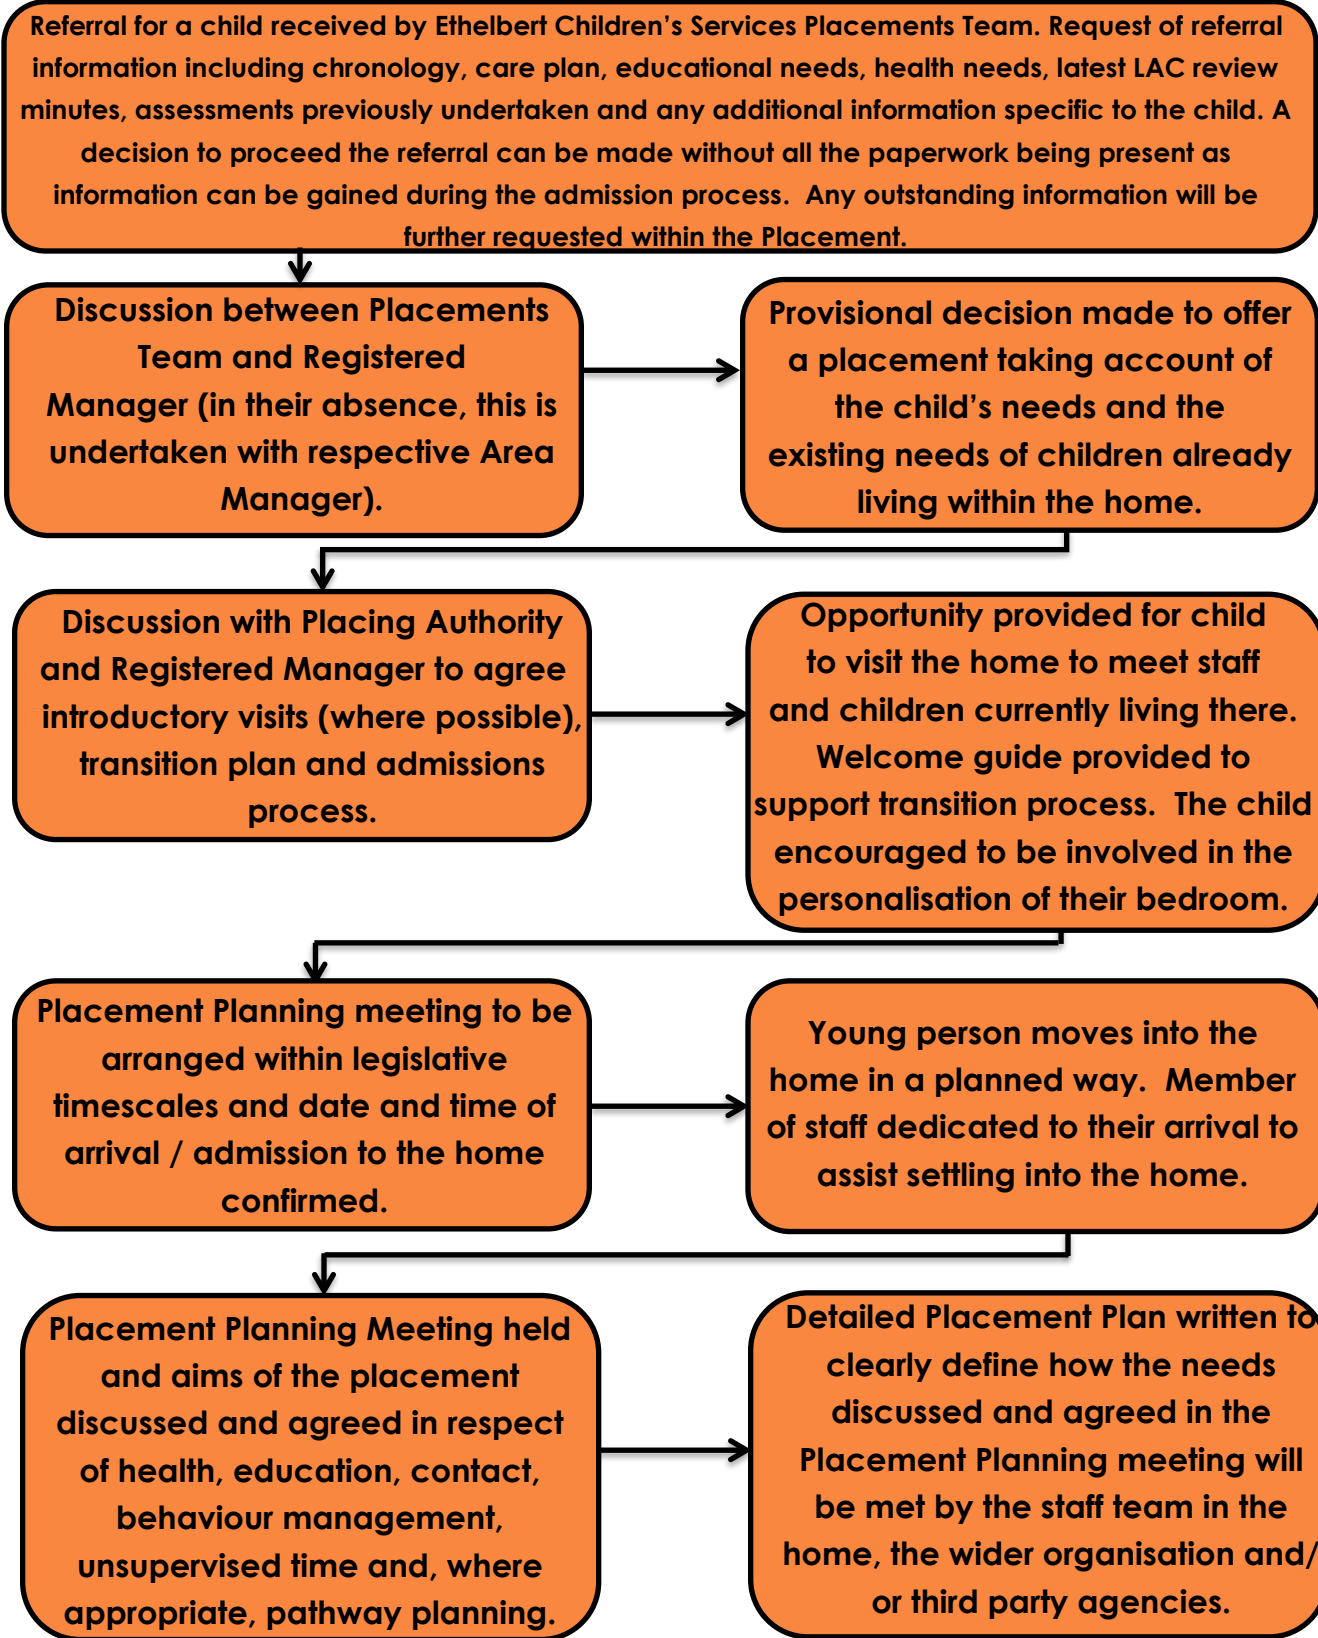 Referral for a child received by Ethelbert Children’s Services Placements Team. Request of referral
information including chronology, care plan, educational needs, health needs, latest LAC review
minutes, assessments previously undertaken and any additional information specific to the child. A
decision to proceed the referral can be made without all the paperwork being present as
information can be gained during the admission process.  Any outstanding information will be
further requested within the Placement.
Discussion between Placements
Team and Registered
Manager (in their absence, this is
undertaken with respective Area
Manager).
Provisional decision made to offer
a placement taking account of
the child’s needs and the
existing needs of children already
living within the home.
Discussion with Placing Authority
and Registered Manager to agree
introductory visits (where possible),
transition plan and admissions
process.
Opportunity provided for child
to visit the home to meet staff
and children currently living there.
Welcome guide provided to
support transition process.  The child
encouraged to be involved in the
personalisation of their bedroom.
Placement Planning meeting to be
arranged within legislative
timescales and date and time of
arrival / admission to the home
confirmed.
Young person moves into the
home in a planned way.  Member
of staff dedicated to their arrival to
assist settling into the home.
Placement Planning Meeting held
and aims of the placement
discussed and agreed in respect
of health, education, contact,
behaviour management,
unsupervised time and, where
appropriate, pathway planning.
Detailed Placement Plan written to
clearly define how the needs
discussed and agreed in the
Placement Planning meeting will
be met by the staff team in the
home, the wider organisation and/
or third party agencies.